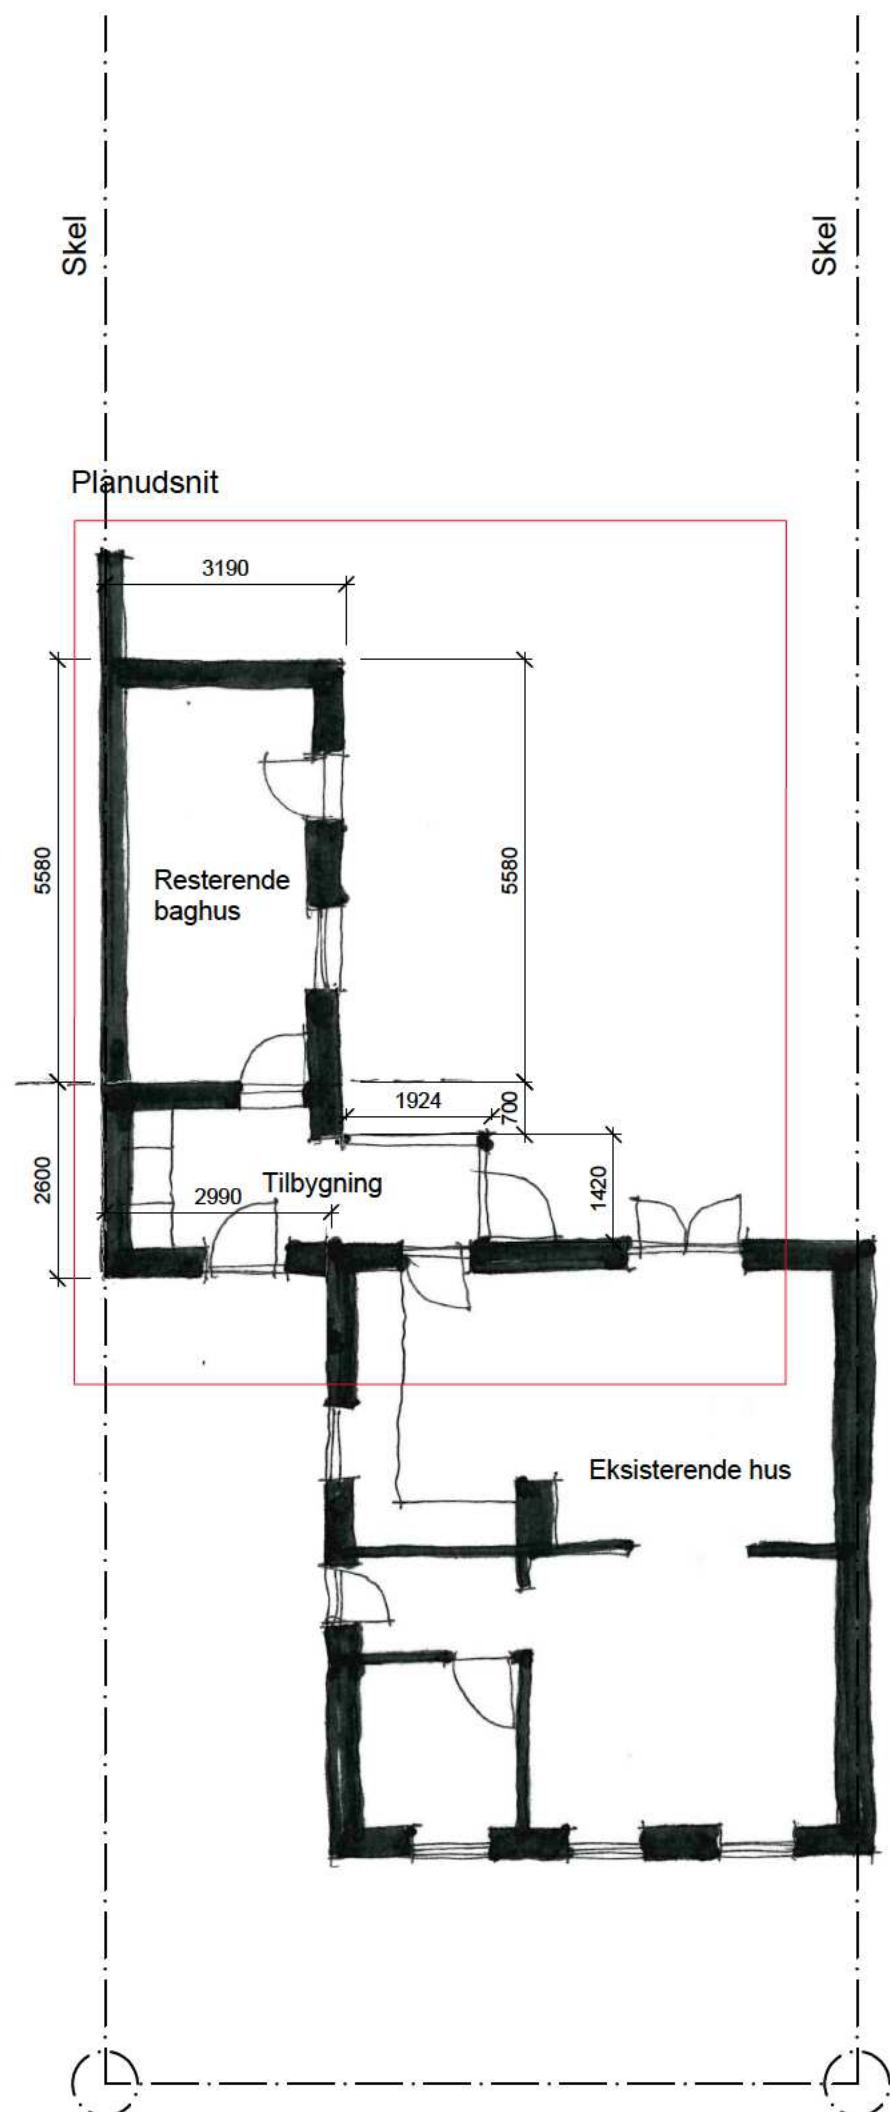 Skel
Skel
Planudsnit
3190
5580
5580
Resterende
baghus
1924
700
2600
Tilbygning
2990
1420
Eksisterende hus